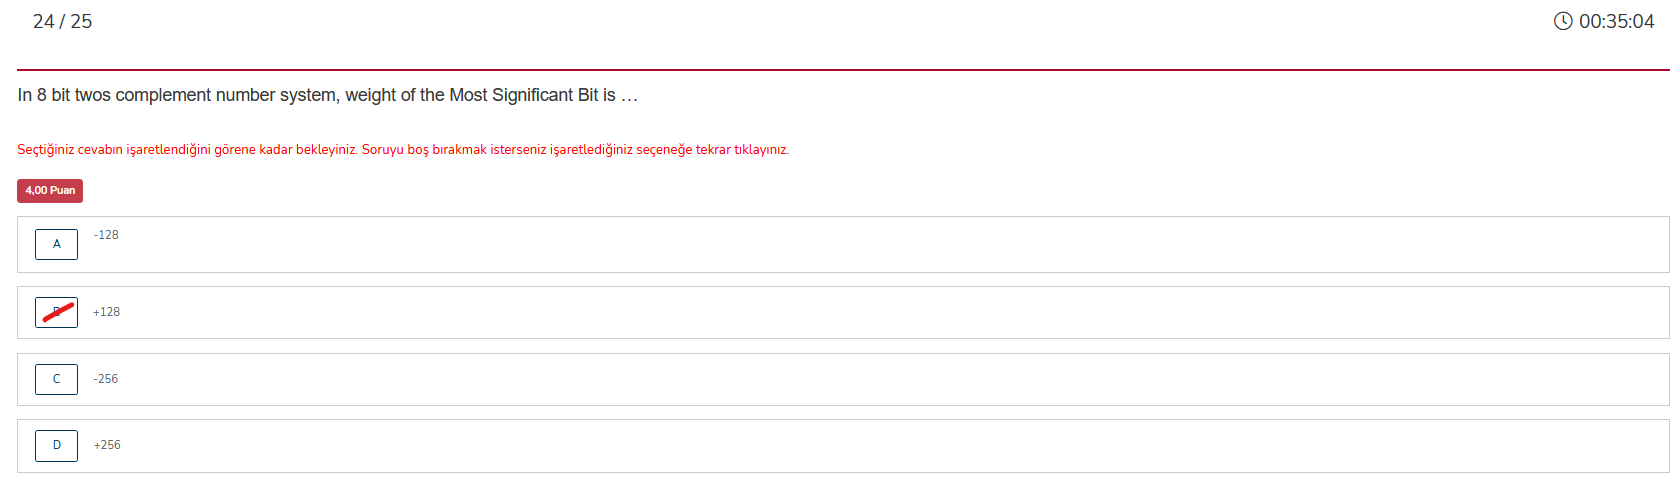 24 / 25
00:35:04
In 8 bit twos complement number system, weight of the Most Significant Bit is …
Seçtiğiniz cevabın işaretlendiğini görene kadar bekleyiniz. Soruyu boş bırakmak isterseniz işaretlediğiniz seçeneğe tekrar tıklayınız.
4,00 Puan
A -128
+128
C -256
D +256